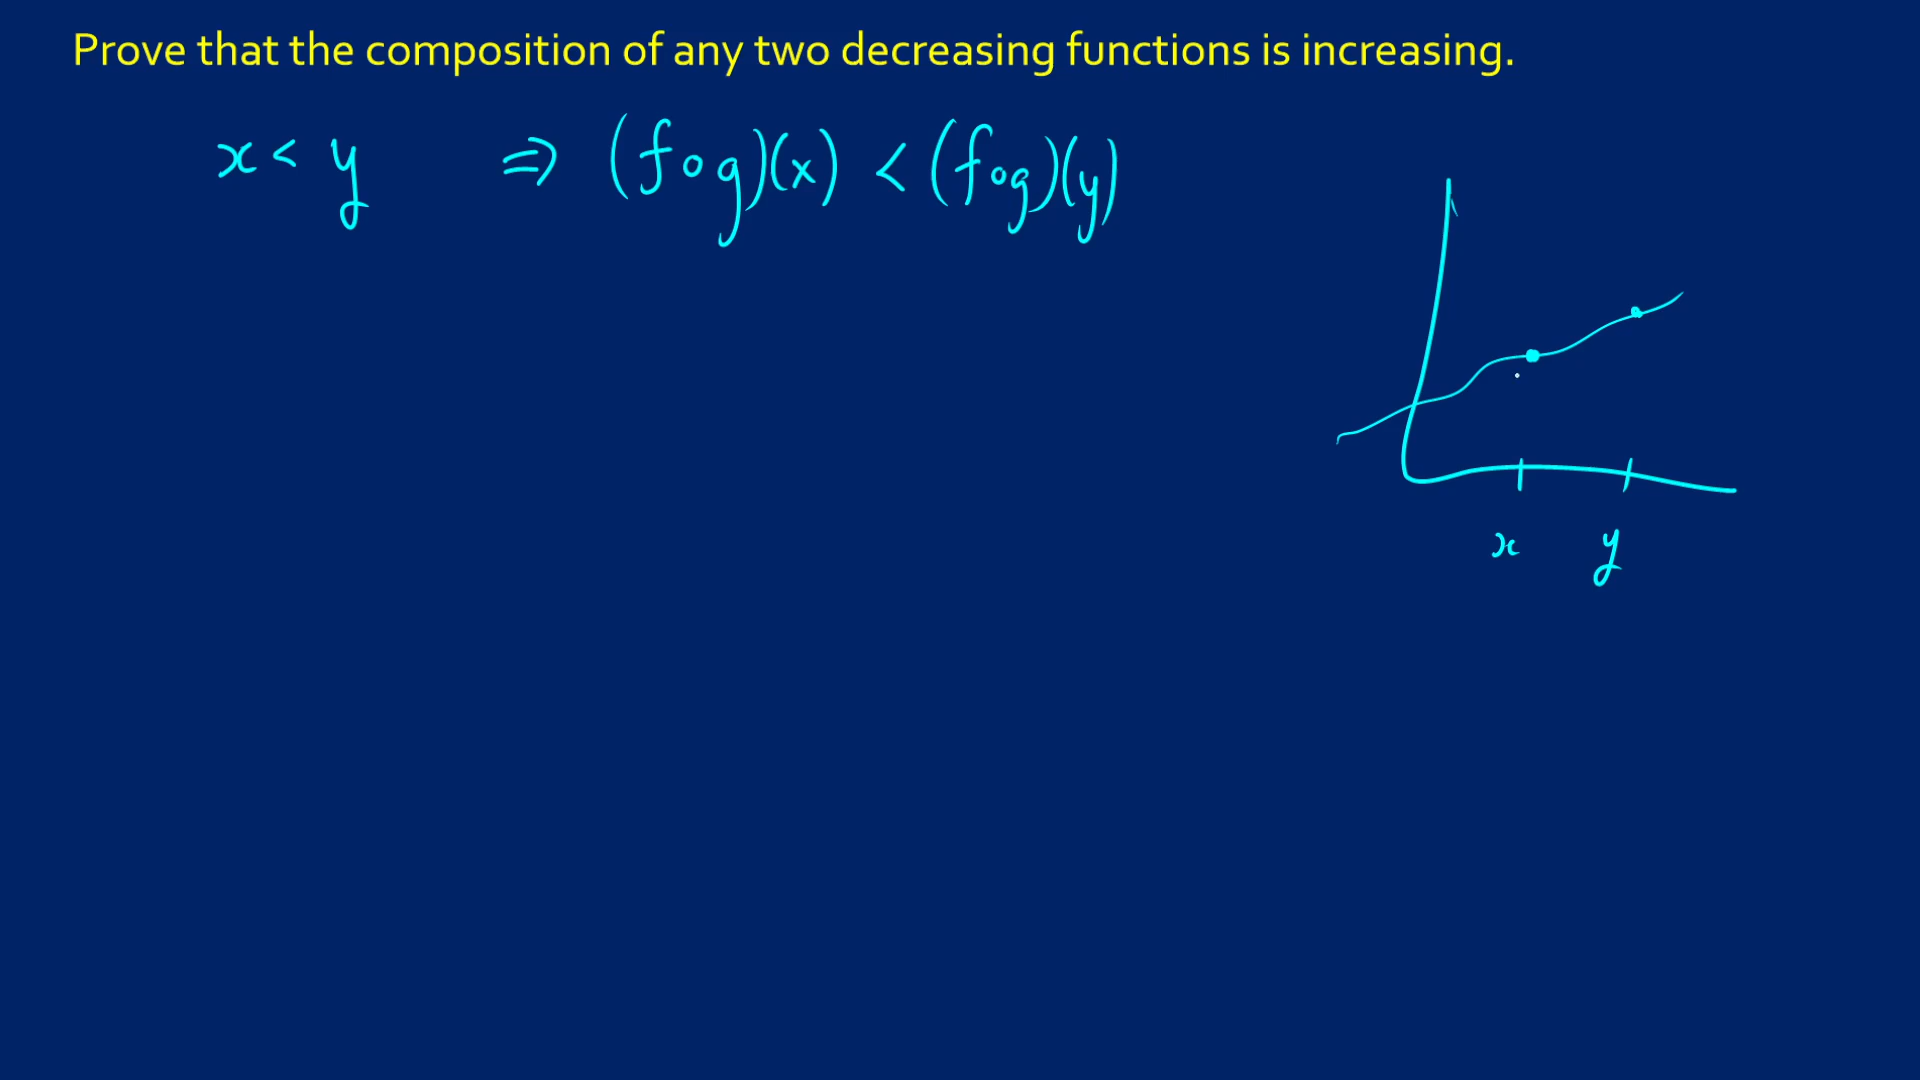 Prove that the composition of any two decreasing functions is increasing.
x < y ⇒ (f∘g)(x) < (f∘g)(y)
x y